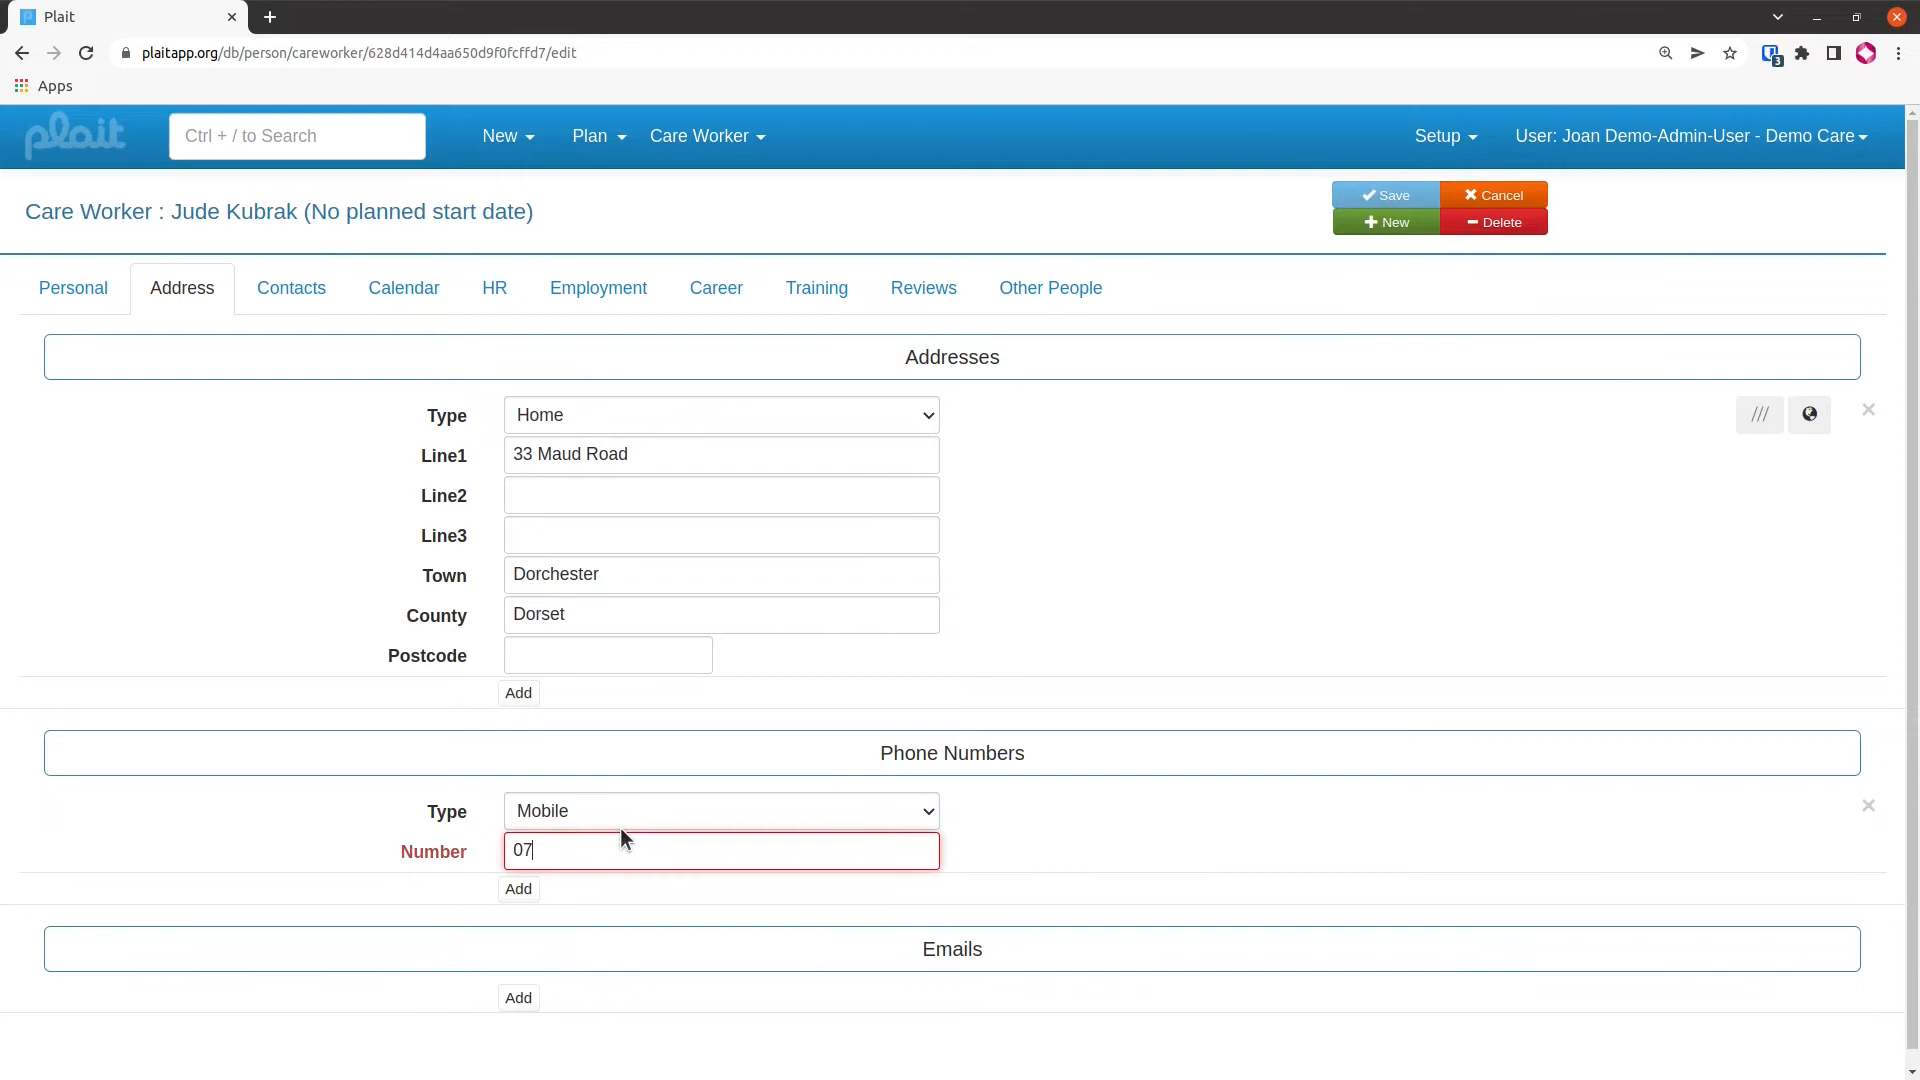 Plait
plaitapp.org/db/person/careworker/628d414d4aa650d9f0fcffd7/edit
3
Apps
plait
Ctrl + / to Search
New
Plan
Care Worker
Setup
User: Joan Demo-Admin-User - Demo Care
Care Worker : Jude Kubrak (No planned start date)
Save
Cancel
New
Delete
Personal
Address
Contacts
Calendar
HR
Employment
Career
Training
Reviews
Other People
Addresses
Type
Home
///
Line1
33 Maud Road
Line2
Line3
Town
Dorchester
County
Dorset
Postcode
Add
Phone Numbers
Type
Mobile
Number
07
Add
Emails
Add